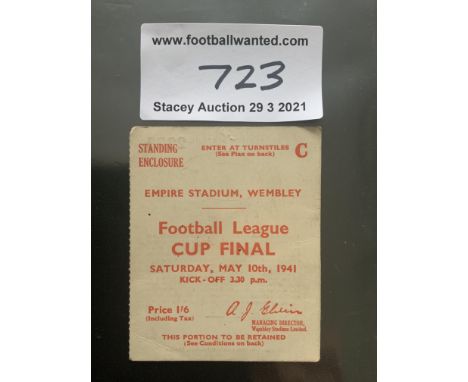 www.footballwanted.com
723
Stacey Auction 29 3 2021
STANDING ENTER AT TURNSTILES C
ENCLOSURE (See Plan on back)
EMPIRE STADIUM, WEMBLEY
Football League
CUP FINAL
SATURDAY, MAY 10th, 1941
KICK-OFF 3.30 p.m.
Price 1/6
(Including Tax)
A. J. Elvin
MANAGING DIRECTOR,
Wembley Stadium Limited.
THIS PORTION TO BE RETAINED
(See Conditions on back)